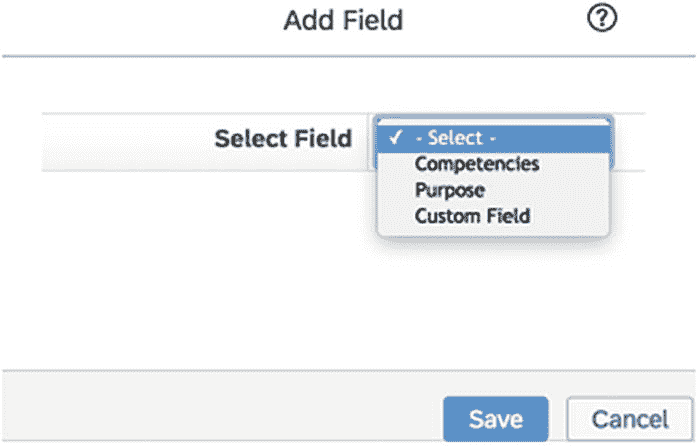 Add Field
Select Field
✓ - Select -
Competencies
Purpose
Custom Field
Save
Cancel